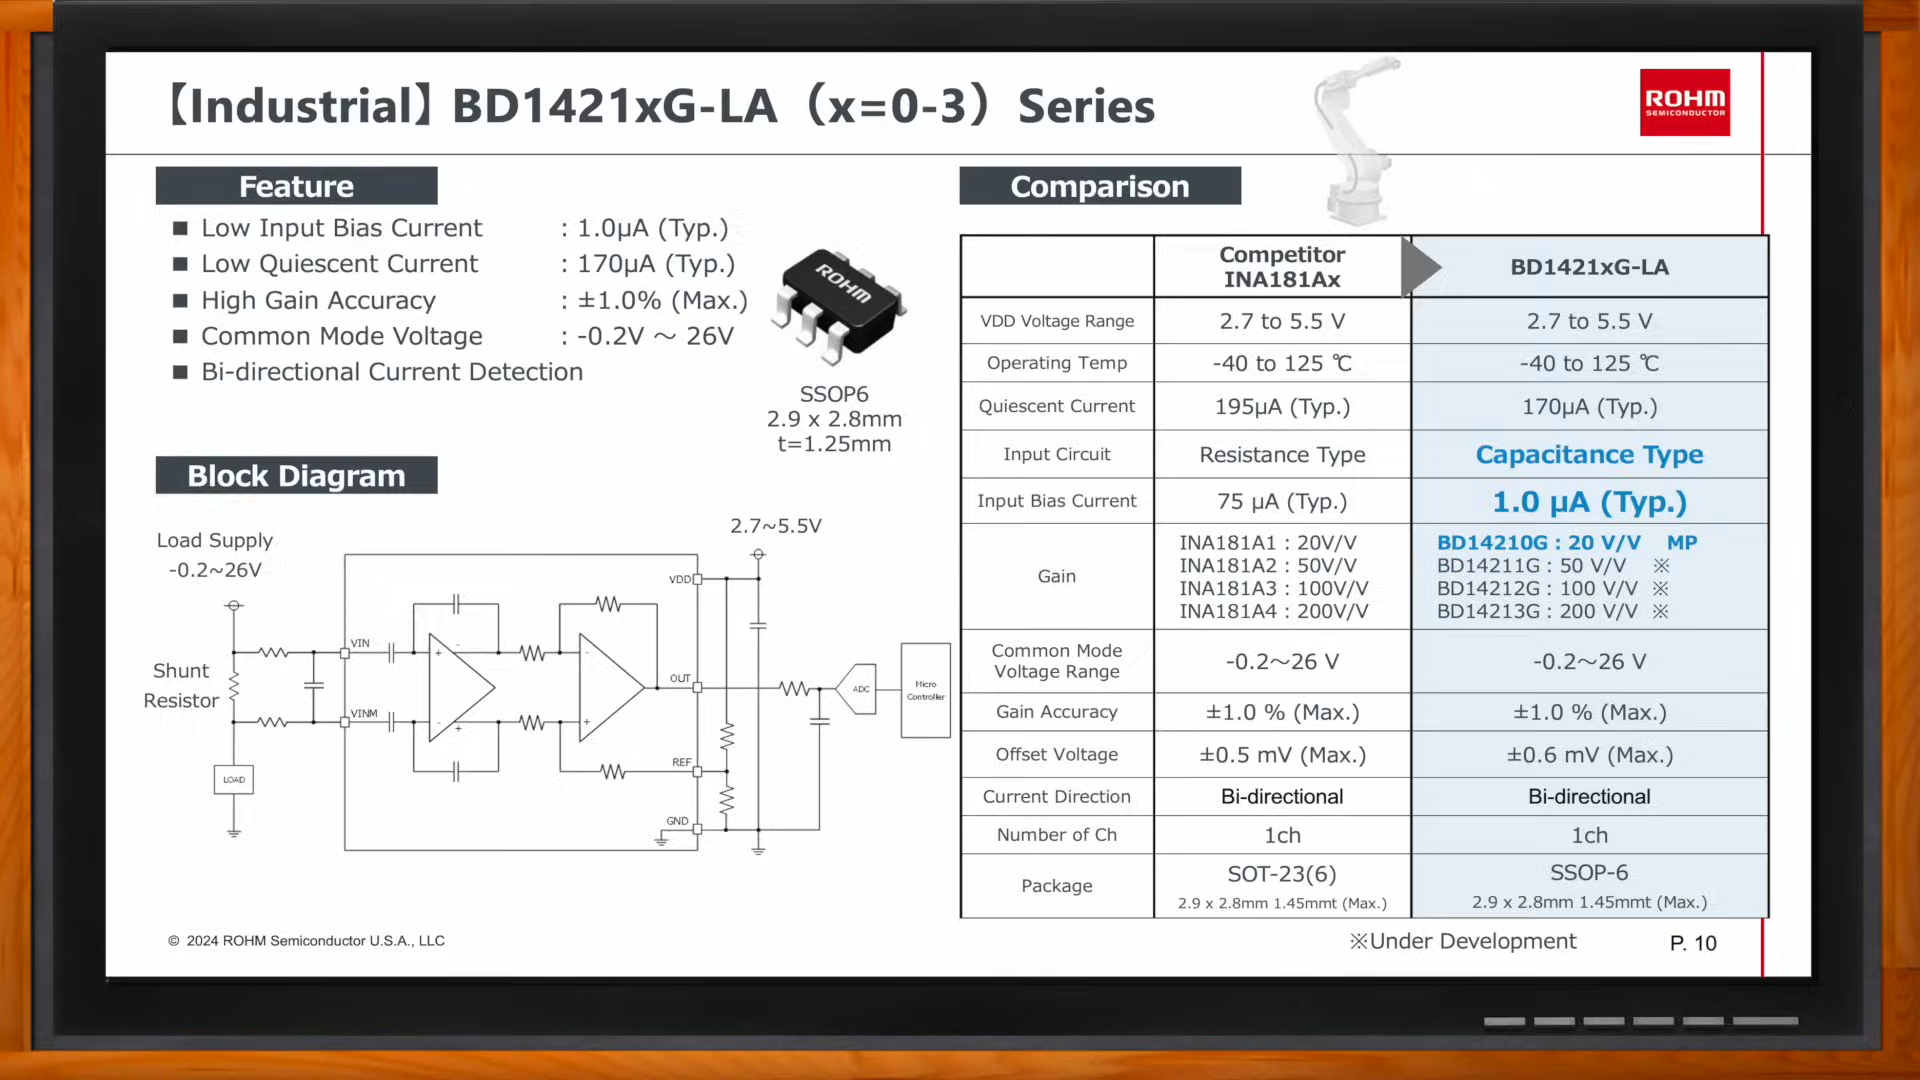 【Industrial】BD1421xG-LA（x=0-3）Series
ROHM
SEMICONDUCTOR
Feature
■ Low Input Bias Current : 1.0μA (Typ.)
■ Low Quiescent Current : 170μA (Typ.)
■ High Gain Accuracy : ±1.0% (Max.)
■ Common Mode Voltage : -0.2V ～ 26V
■ Bi-directional Current Detection
ROHM
SSOP6
2.9 x 2.8mm
t=1.25mm
Block Diagram
Load Supply
-0.2~26V
Shunt
Resistor
LOAD
VIN
VINM
2.7~5.5V
VDD
OUT
REF
GND
ADC
Micro
Controller
Comparison
Competitor
INA181Ax
BD1421xG-LA
VDD Voltage Range 2.7 to 5.5 V 2.7 to 5.5 V
Operating Temp -40 to 125 ℃ -40 to 125 ℃
Quiescent Current 195μA (Typ.) 170μA (Typ.)
Input Circuit Resistance Type Capacitance Type
Input Bias Current 75 μA (Typ.) 1.0 μA (Typ.)
Gain
INA181A1 : 20V/V
INA181A2 : 50V/V
INA181A3 : 100V/V
INA181A4 : 200V/V
BD14210G : 20 V/V MP
BD14211G : 50 V/V ※
BD14212G : 100 V/V ※
BD14213G : 200 V/V ※
Common Mode
Voltage Range
-0.2～26 V -0.2～26 V
Gain Accuracy ±1.0 % (Max.) ±1.0 % (Max.)
Offset Voltage ±0.5 mV (Max.) ±0.6 mV (Max.)
Current Direction Bi-directional Bi-directional
Number of Ch 1ch 1ch
Package
SOT-23(6)
2.9 x 2.8mm 1.45mmt (Max.)
SSOP-6
2.9 x 2.8mm 1.45mmt (Max.)
© 2024 ROHM Semiconductor U.S.A., LLC
※Under Development
P. 10